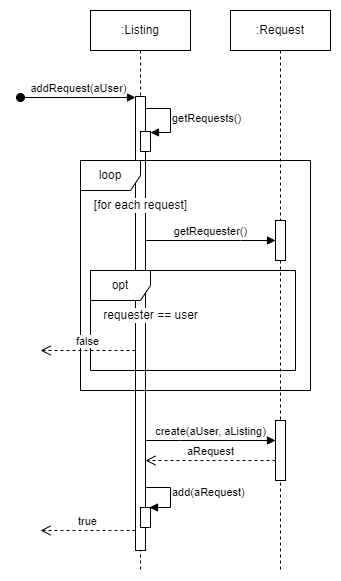 :Listing
:Request
addRequest(aUser)
getRequests()
loop
[for each request]
getRequester()
opt
requester == user
false
create(aUser, aListing)
aRequest
add(aRequest)
true